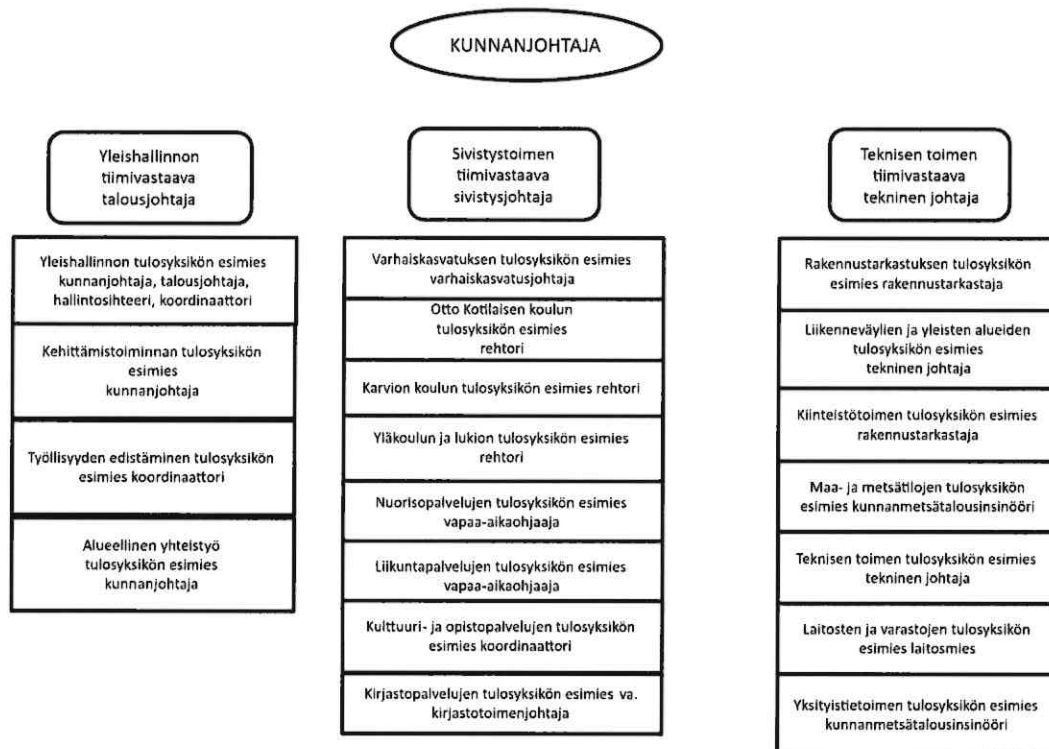 KUNNANJOHTAJA
Yleishallinnon
tiimivastaava
talousjohtaja
Yleishallinnon tulosyksikön esimies
kunnanjohtaja, talousjohtaja,
hallintosihteeri, koordinaattori
Kehittämistoiminnan tulosyksikön
esimies
kunnanjohtaja
Työllisyyden edistäminen tulosyksikön
esimies koordinaattori
Alueellinen yhteistyö
tulosyksikön esimies
kunnanjohtaja
Sivistystoimen
tiimivastaava
sivistysjohtaja
Varhaiskasvatuksen tulosyksikön esimies
varhaiskasvatusjohtaja
Otto Kotilaisen koulun
tulosyksikön esimies
rehtori
Karvion koulun tulosyksikön esimies rehtori
Yläkoulun ja lukion tulosyksikön esimies
rehtori
Nuorisopalvelujen tulosyksikön esimies
vapaa-aikaohjaaja
Liikuntapalvelujen tulosyksikön esimies
vapaa-aikaohjaaja
Kulttuuri- ja opistopalvelujen tulosyksikön
esimies koordinaattori
Kirjastopalvelujen tulosyksikön esimies va.
kirjastotoimenjohtaja
Teknisen toimen
tiimivastaava
tekninen johtaja
Rakennustarkastuksen tulosyksikön
esimies rakennustarkastaja
Liikenneväylien ja yleisten alueiden
tulosyksikön esimies
tekninen johtaja
Kiinteistötoimen tulosyksikön esimies
rakennustarkastaja
Maa- ja metsätilojen tulosyksikön
esimies kunnanmetsätalousinsinööri
Teknisen toimen tulosyksikön esimies
tekninen johtaja
Laitosten ja varastojen tulosyksikön
esimies laitosmies
Yksityistietoimen tulosyksikön esimies
kunnanmetsätalousinsinööri